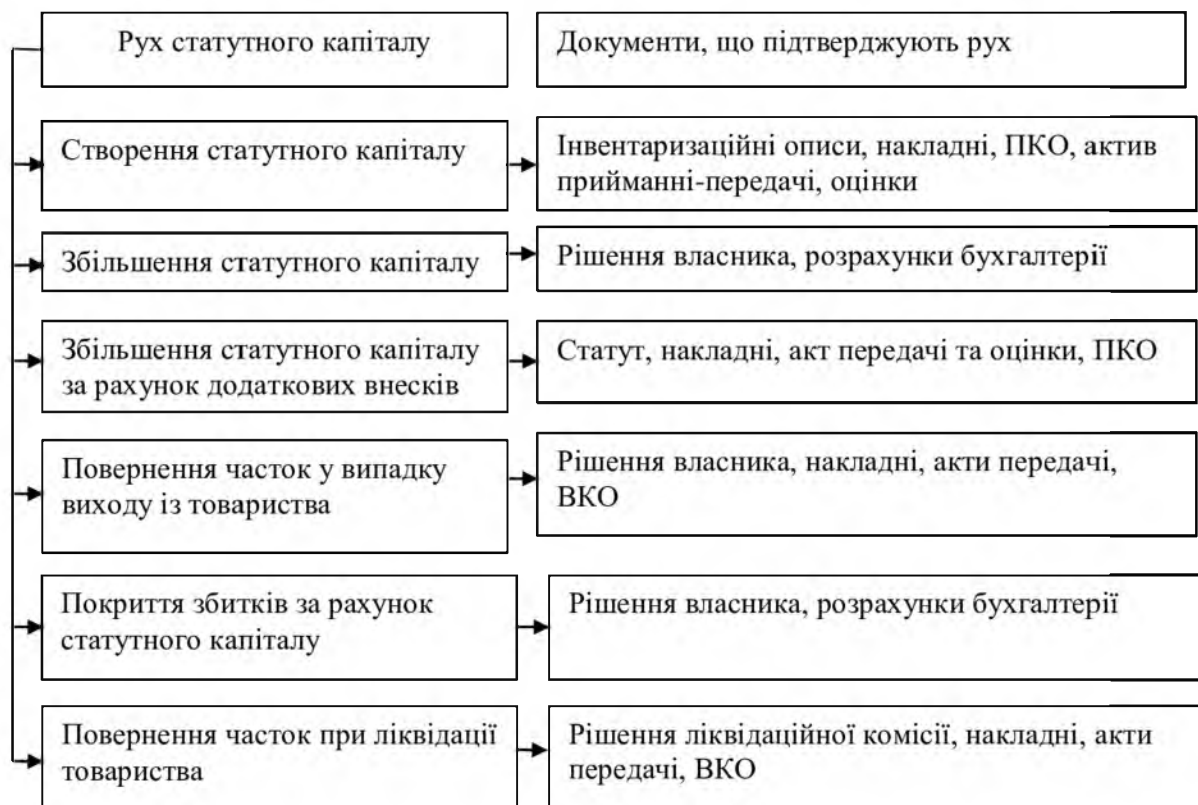 Рух статутного капіталу
Документи, що підтверджують рух
Створення статутного капіталу
Інвентаризаційні описи, накладні, ПКО, актив
прийманні-передачі, оцінки
Збільшення статутного капіталу
Рішення власника, розрахунки бухгалтерії
Збільшення статутного капіталу
за рахунок додаткових внесків
Статут, накладні, акт передачі та оцінки, ПКО
Повернення часток у випадку
виходу із товариства
Рішення власника, накладні, акти передачі,
ВКО
Покриття збитків за рахунок
статутного капіталу
Рішення власника, розрахунки бухгалтерії
Повернення часток при ліквідації
товариства
Рішення ліквідаційної комісії, накладні, акти
передачі, ВКО